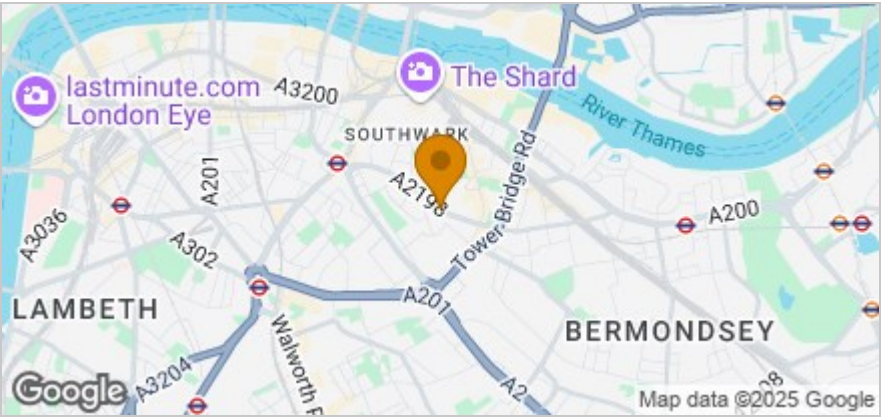 lastminute.com
London Eye
A3200
The Shard
SOUTHWARK
River Thames
A201
A2198
Tower Bridge Rd
A200
A3036
A302
LAMBETH
A201
BERMONDSEY
Walworth
A3204
A2
Google
Map data ©2025 Google